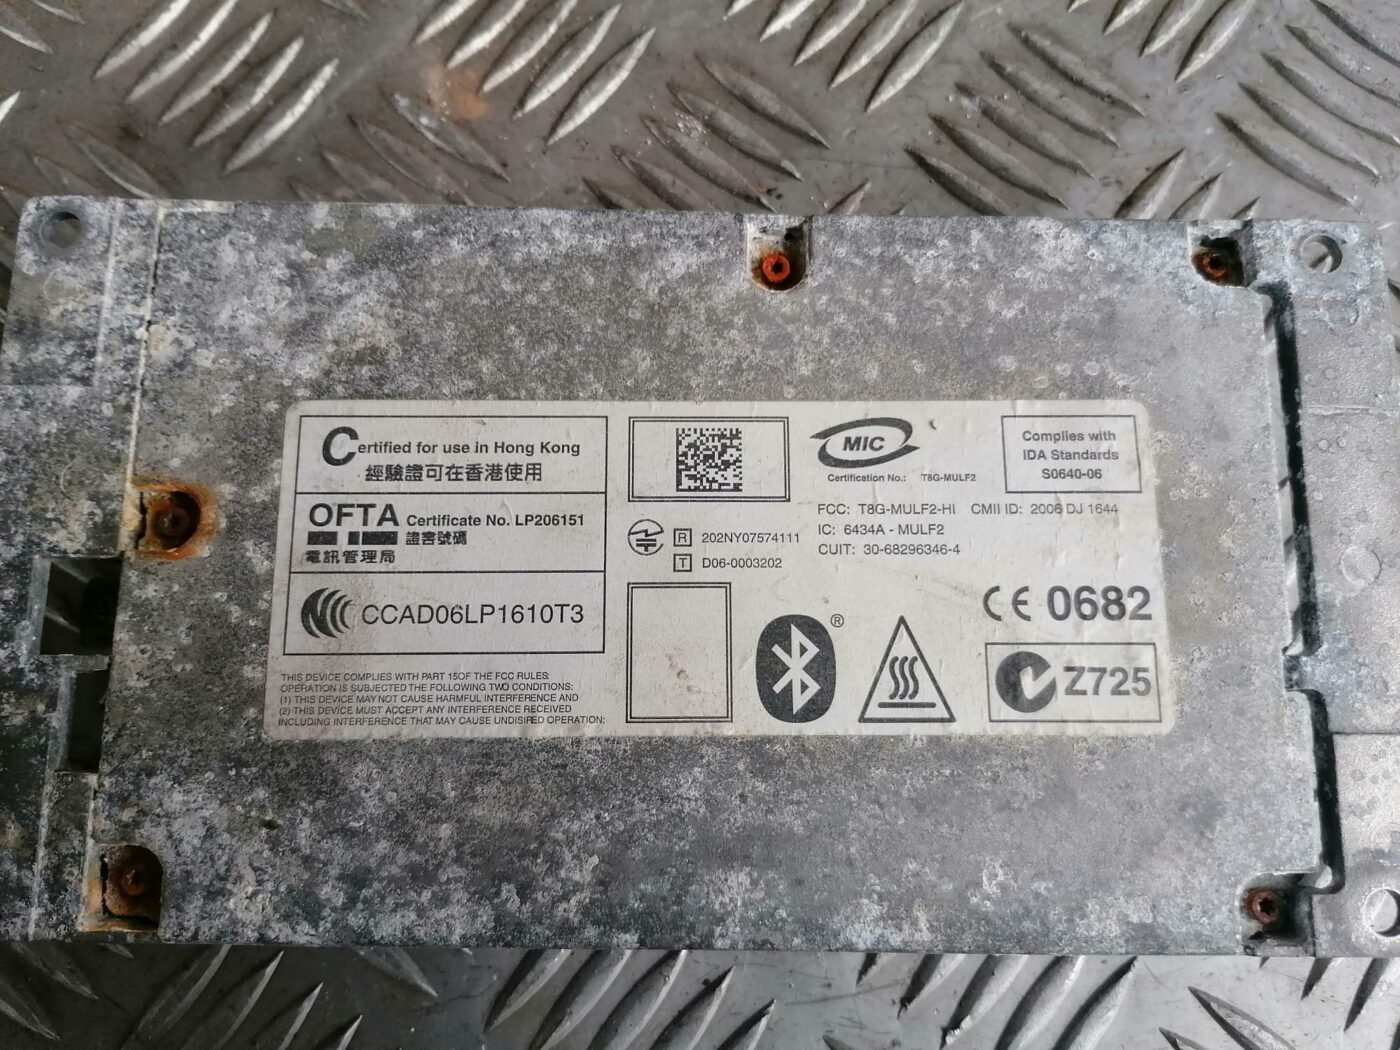 Certified for use in Hong Kong
經驗證可在香港使用
OFTA Certificate No. LP206151
證書號碼
電訊管理局
CCAD06LP1610T3
THIS DEVICE COMPLIES WITH PART 15OF THE FCC RULES:
OPERATION IS SUBJECTED THE FOLLOWING TWO CONDITIONS:
(1) THIS DEVICE MAY NOT CAUSE HARMFUL INTERFERENCE AND
(2) THIS DEVICE MUST ACCEPT ANY INTERFERENCE RECEIVED
INCLUDING INTERFERENCE THAT MAY CAUSE UNDISIRED OPERATION:
R 202NY07574111
T D06-0003202
MIC
Certification No.: T8G-MULF2
Complies with
IDA Standards
S0640-06
FCC: T8G-MULF2-HI CMII ID: 2006 DJ 1644
IC: 6434A - MULF2
CUIT: 30-68296346-4
CE 0682
®
Z725